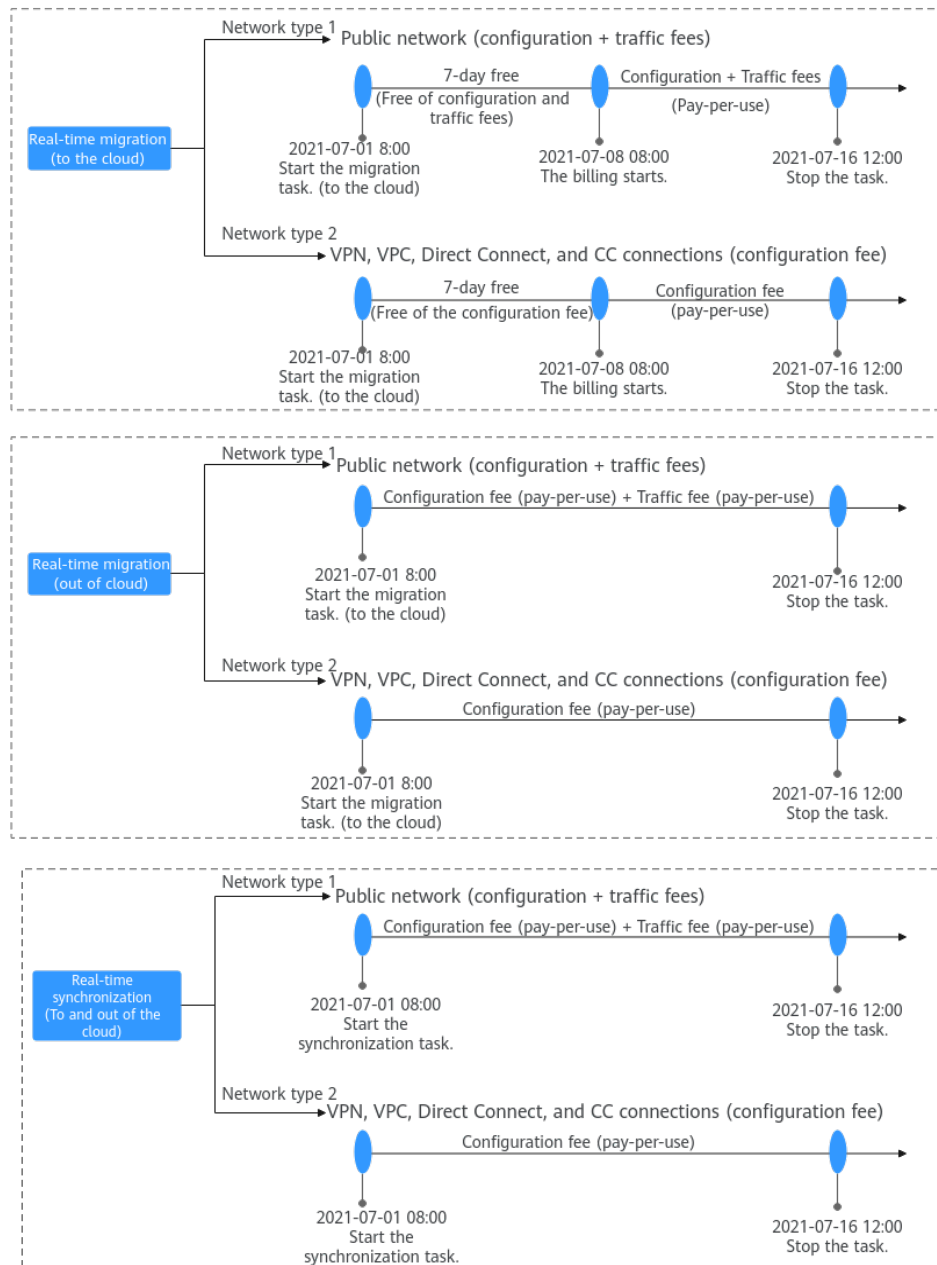 Network type 1
Public network (configuration + traffic fees)
7-day free
(Free of configuration and
traffic fees)
Configuration + Traffic fees
(Pay-per-use)
Real-time migration
(to the cloud)
2021-07-01 8:00
Start the migration
task. (to the cloud)
2021-07-08 08:00
The billing starts.
2021-07-16 12:00
Stop the task.
Network type 2
VPN, VPC, Direct Connect, and CC connections (configuration fee)
7-day free
(Free of the configuration fee)
Configuration fee
(pay-per-use)
2021-07-01 8:00
Start the migration
task. (to the cloud)
2021-07-08 08:00
The billing starts.
2021-07-16 12:00
Stop the task.
Network type 1
Public network (configuration + traffic fees)
Configuration fee (pay-per-use) + Traffic fee (pay-per-use)
Real-time migration
(out of cloud)
2021-07-01 8:00
Start the migration
task. (to the cloud)
2021-07-16 12:00
Stop the task.
Network type 2
VPN, VPC, Direct Connect, and CC connections (configuration fee)
Configuration fee (pay-per-use)
2021-07-01 8:00
Start the migration
task. (to the cloud)
2021-07-16 12:00
Stop the task.
Network type 1
Public network (configuration + traffic fees)
Configuration fee (pay-per-use) + Traffic fee (pay-per-use)
Real-time
synchronization
(To and out of the
cloud)
2021-07-01 08:00
Start the
synchronization task.
2021-07-16 12:00
Stop the task.
Network type 2
VPN, VPC, Direct Connect, and CC connections (configuration fee)
Configuration fee (pay-per-use)
2021-07-01 08:00
Start the
synchronization task.
2021-07-16 12:00
Stop the task.